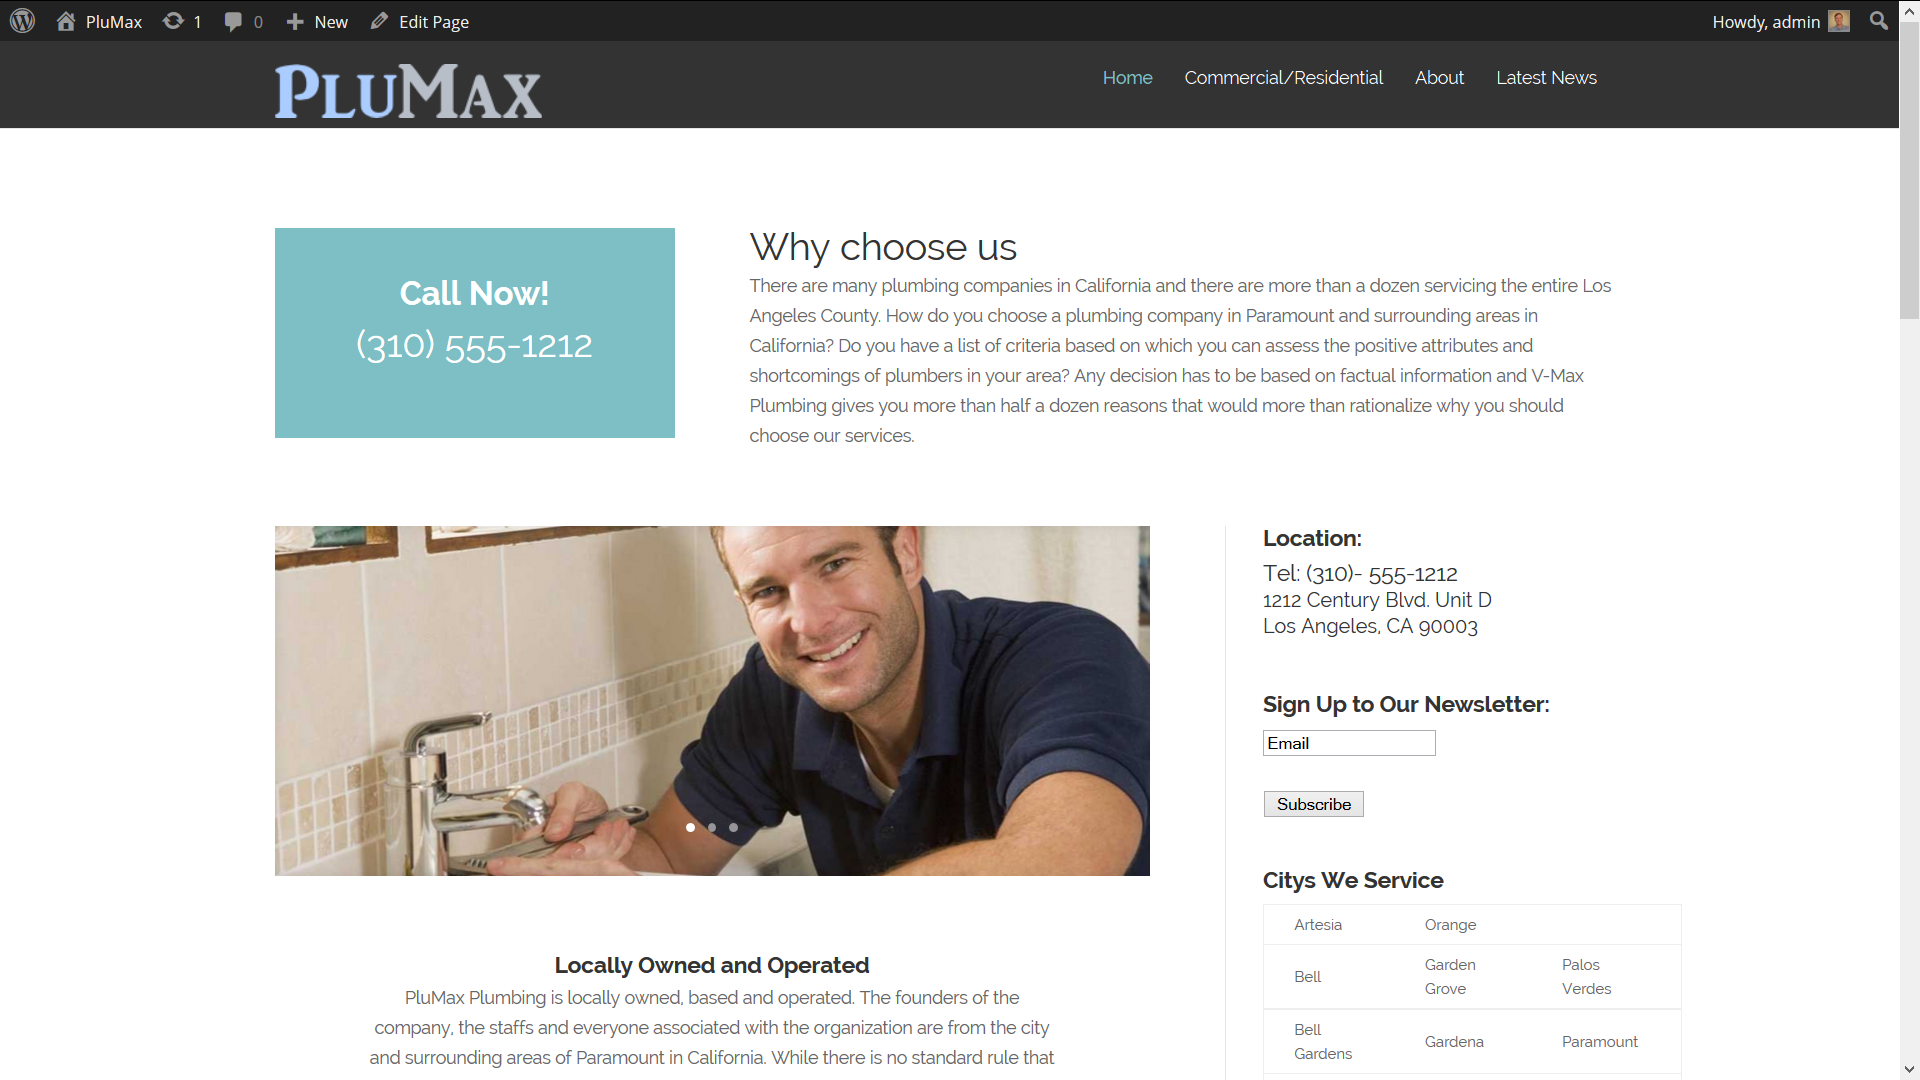 PluMax 1 0 New Edit Page Howdy, admin
PLUMAX
Home Commercial/Residential About Latest News
Call Now!
(310) 555-1212
Why choose us
There are many plumbing companies in California and there are more than a dozen servicing the entire Los
Angeles County. How do you choose a plumbing company in Paramount and surrounding areas in
California? Do you have a list of criteria based on which you can assess the positive attributes and
shortcomings of plumbers in your area? Any decision has to be based on factual information and V-Max
Plumbing gives you more than half a dozen reasons that would more than rationalize why you should
choose our services.
Location:
Tel: (310)- 555-1212
1212 Century Blvd. Unit D
Los Angeles, CA 90003
Sign Up to Our Newsletter:
Email
Subscribe
Citys We Service
Artesia Orange
Bell Garden Grove Palos Verdes
Bell Gardens Gardena Paramount
Locally Owned and Operated
PluMax Plumbing is locally owned, based and operated. The founders of the
company, the staffs and everyone associated with the organization are from the city
and surrounding areas of Paramount in California. While there is no standard rule that